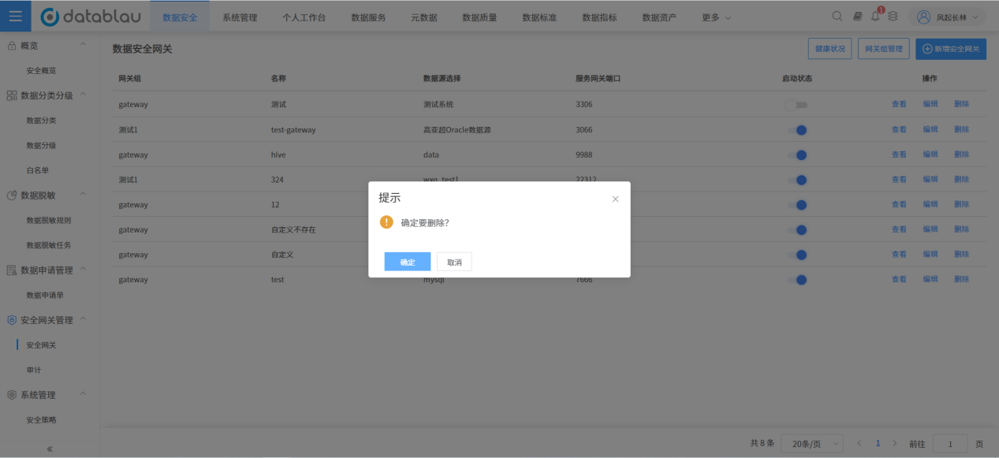 datablau 数据安全 系统管理 个人工作台 数据服务 元数据 数据质量 数据标准 数据指标 数据资产 更多 1 风起长林
概览
安全概览
数据分类分级
数据分类
数据分级
白名单
数据脱敏
数据脱敏规则
数据脱敏任务
数据申请管理
数据申请单
安全网关管理
安全网关
审计
系统管理
安全策略
数据安全网关 健康状况 网关组管理 新增安全网关
网关组 名称 数据源选择 服务网关端口 启动状态 操作
gateway 测试 测试系统 3306 查看 编辑 删除
测试1 test-gateway 高亚超Oracle数据源 3066 查看 编辑 删除
gateway hive data 9988 查看 编辑 删除
测试1 324 wxq_test1 22312 查看 编辑 删除
gateway 12 查看 编辑 删除
gateway 自定义不存在 查看 编辑 删除
gateway 自定义 查看 编辑 删除
gateway test mysql 7666 查看 编辑 删除
提示
确定要删除?
确定 取消
共 8 条 20条/页 1 前往 1 页